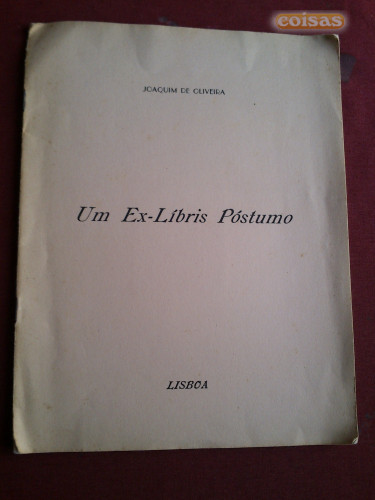 coisas
JOAQUIM DE OLIVEIRA
Um Ex-Líbris Póstumo
LISBOA